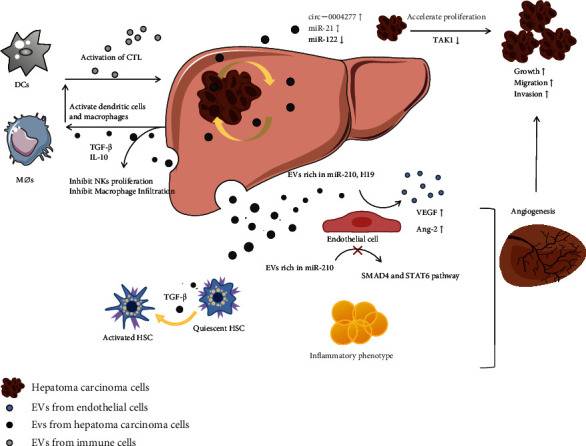 circ−0004277 ↑
miR-21 ↑
miR-122 ↓
Accelerate proliferation
TAK1 ↓
Growth ↑
Migration ↑
Invasion ↑
Activation of CTL
DCs
Activate dendritic cells
and macrophages
TGF-β
IL-10
MØs
Inhibit NKs proliferation
Inhibit Macrophage Infiltration
EVs rich in miR-210, H19
VEGF ↑
Ang-2 ↑
Endothelial cell
Angiogenesis
EVs rich in miR-210
SMAD4 and STAT6 pathway
TGF-β
Activated HSC
Quiescent HSC
Inflammatory phenotype
Hepatoma carcinoma cells
EVs from endothelial cells
Evs from hepatoma carcinoma cells
EVs from immune cells